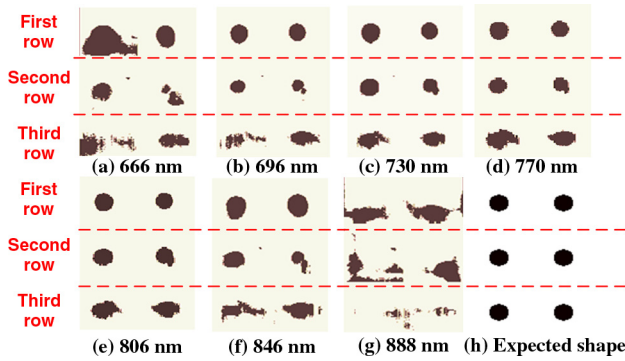 First
row
Second
row
Third
row
(a) 666 nm (b) 696 nm (c) 730 nm (d) 770 nm
First
row
Second
row
Third
row
(e) 806 nm (f) 846 nm (g) 888 nm (h) Expected shape